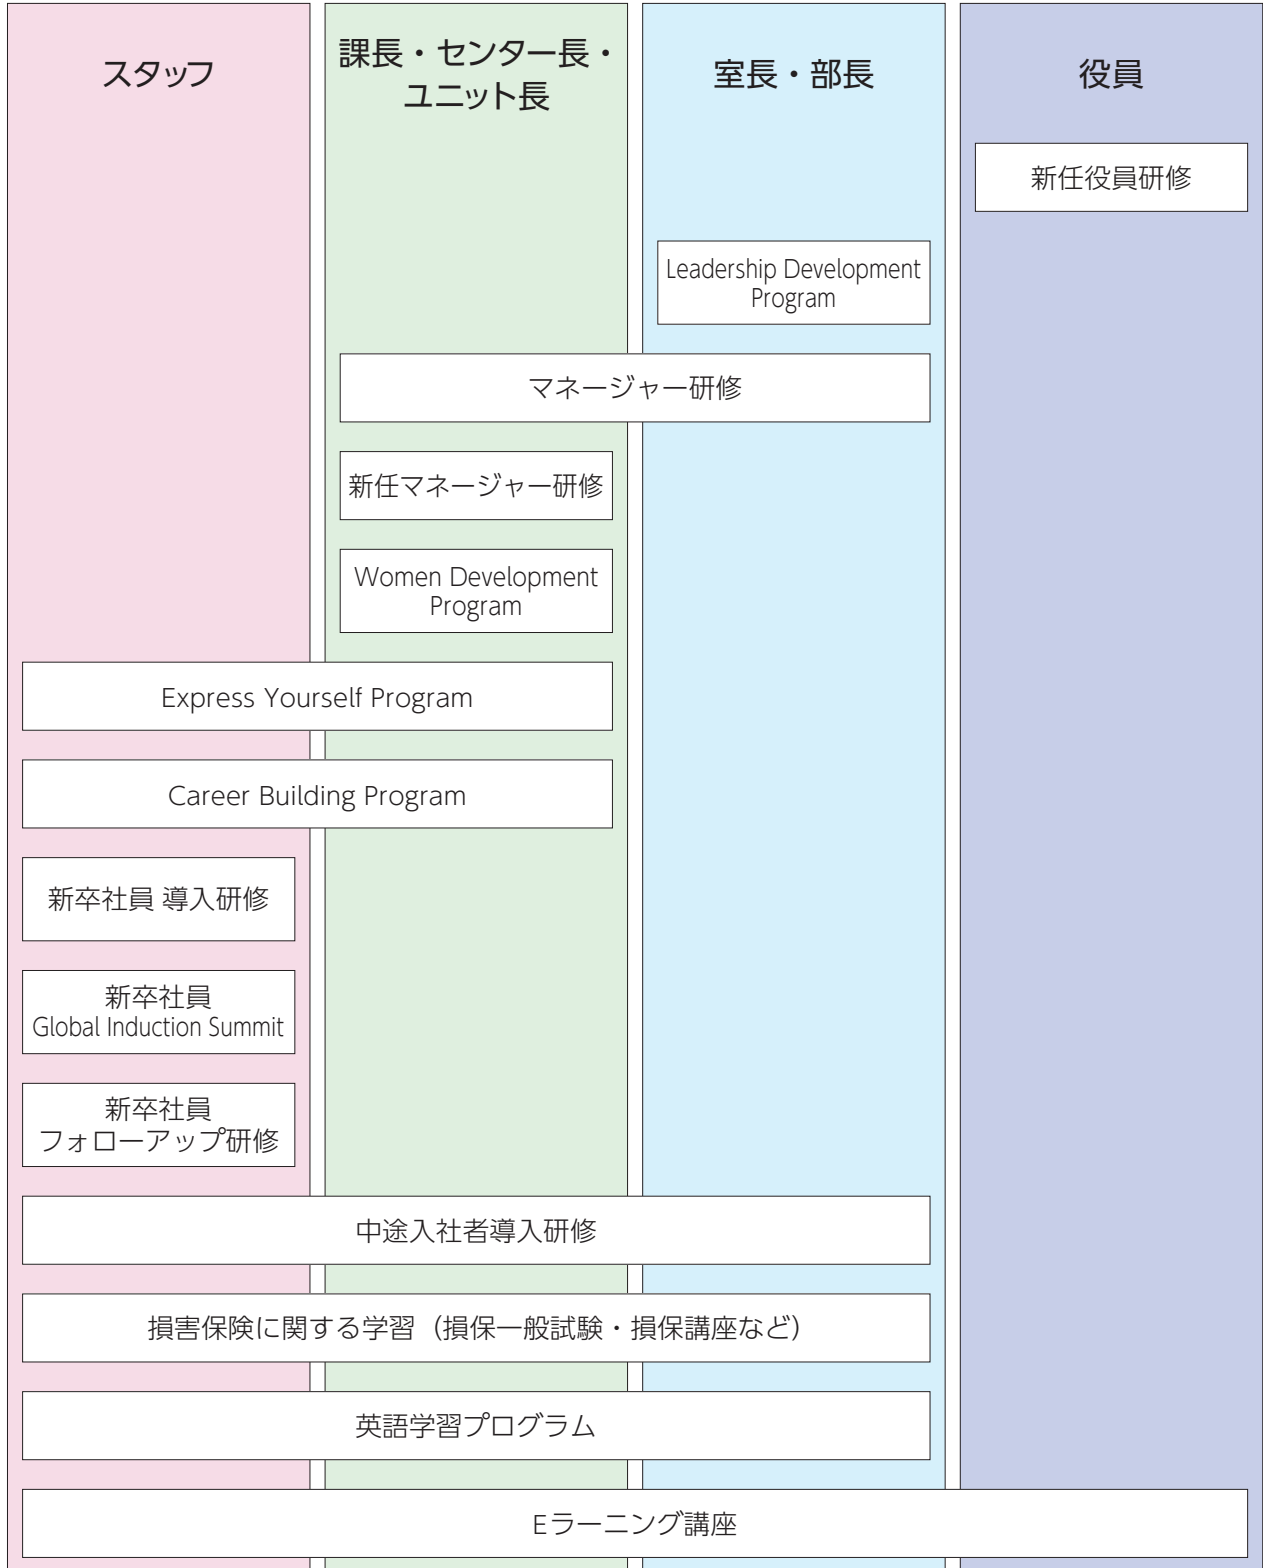 スタッフ
課長・センター長・
ユニット長
室長・部長
役員
新任役員研修
Leadership Development
Program
マネージャー研修
新任マネージャー研修
Women Development
Program
Express Yourself Program
Career Building Program
新卒社員 導入研修
新卒社員
Global Induction Summit
新卒社員
フォローアップ研修
中途入社者導入研修
損害保険に関する学習（損保一般試験・損保講座など）
英語学習プログラム
Eラーニング講座